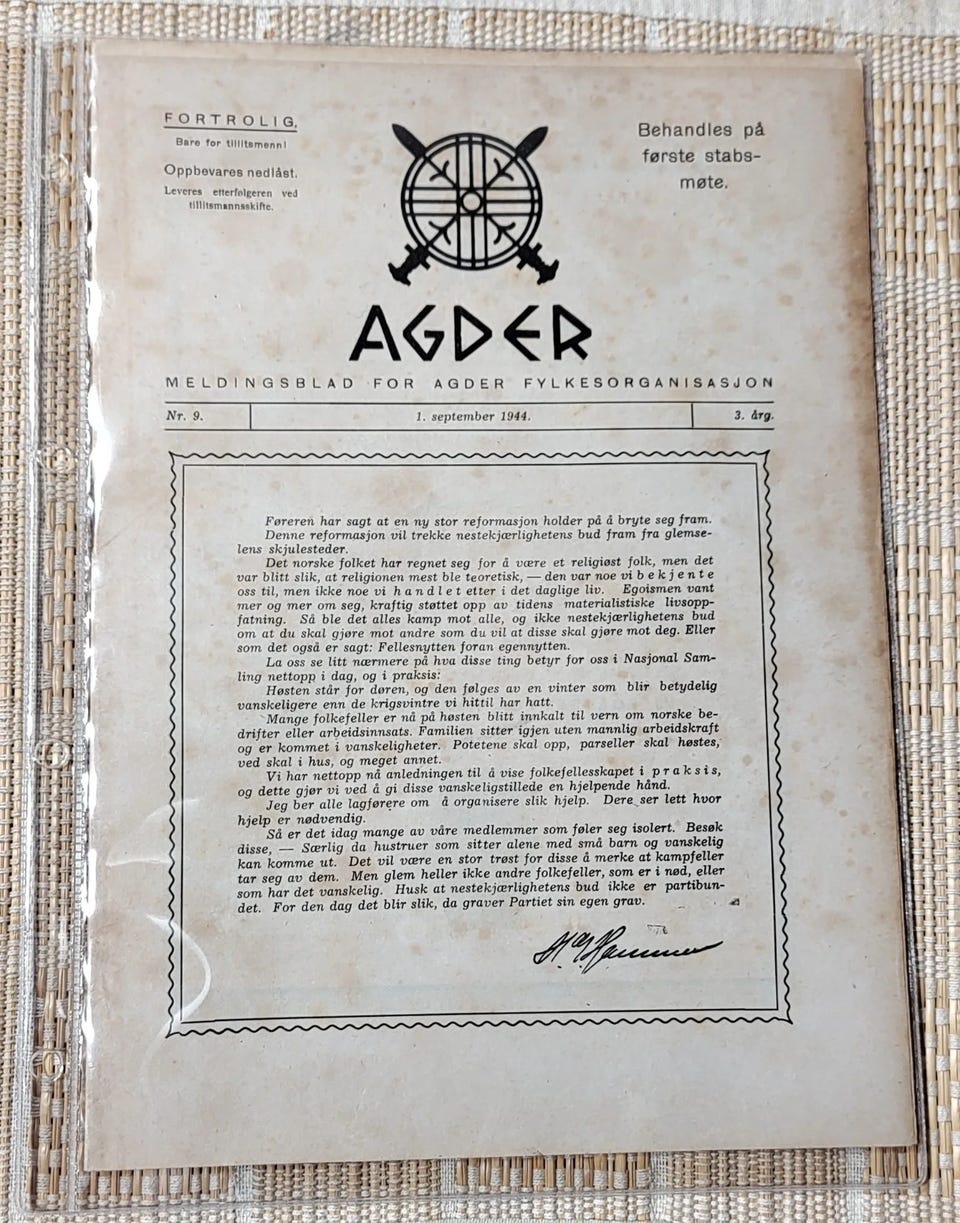 FORTROLIG.
Bare for tillitsmenn!
Oppbevares nedlåst.
Leveres etterfølgeren ved
tillitsmannsskifte.
Behandles på
første stabs-
møte.
AGDER
MELDINGSBLAD FOR AGDER FYLKESORGANISASJON
Nr. 9.
1. september 1944.
3. årg.
Føreren har sagt at en ny stor reformasjon holder på å bryte seg fram.
Denne reformasjon vil trekke nestekjærlighetens bud fram fra glemse-
lens skjulesteder.
Det norske folket har regnet seg for å være et religiøst folk, men det
var blitt slik, at religionen mest ble teoretisk, — den var noe vi bekjente
oss til, men ikke noe vi handlet etter i det daglige liv. Egoismen vant
mer og mer om seg, kraftig støttet opp av tidens materialistiske livsopp-
fatning. Så ble det alles kamp mot alle, og ikke nestekjærlighetens bud
om at du skal gjøre mot andre som du vil at disse skal gjøre mot deg. Eller
som det også er sagt: Fellesnytten foran egennytten.
La oss se litt nærmere på hva disse ting betyr for oss i Nasjonal Sam-
ling nettopp i dag, og i praksis:
Høsten står for døren, og den følges av en vinter som blir betydelig
vanskeligere enn de krigsvintre vi hittil har hatt.
Mange folkefeller er nå på høsten blitt innkalt til vern om norske be-
drifter eller arbeidsinnsats. Familien sitter igjen uten mannlig arbeidskraft
og er kommet i vanskeligheter. Potetene skal opp, parseller skal høstes,
ved skal i hus, og meget annet.
Vi har nettopp nå anledningen til å vise folkefellesskapet i praksis,
og dette gjør vi ved å gi disse vanskeligstillede en hjelpende hånd.
Jeg ber alle lagførere om å organisere slik hjelp. Dere ser lett hvor
hjelp er nødvendig.
Så er det idag mange av våre medlemmer som føler seg isolert. Besøk
disse, — Særlig da hustruer som sitter alene med små barn og vanskelig
kan komme ut. Det vil være en stor trøst for disse å merke at kampfeller
tar seg av dem. Men glem heller ikke andre folkefeller, som er i nød, eller
som har det vanskelig. Husk at nestekjærlighetens bud ikke er partibun-
det. For den dag det blir slik, da graver Partiet sin egen grav.